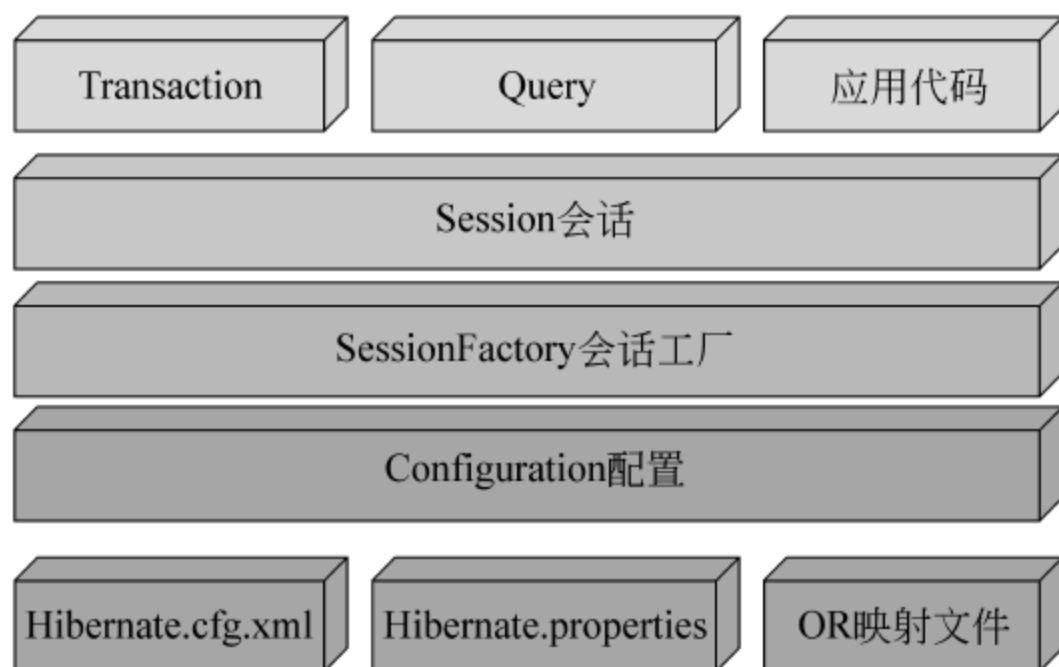 Transaction
Query
应用代码
Session会话
SessionFactory会话工厂
Configuration配置
Hibernate.cfg.xml
Hibernate.properties
OR映射文件